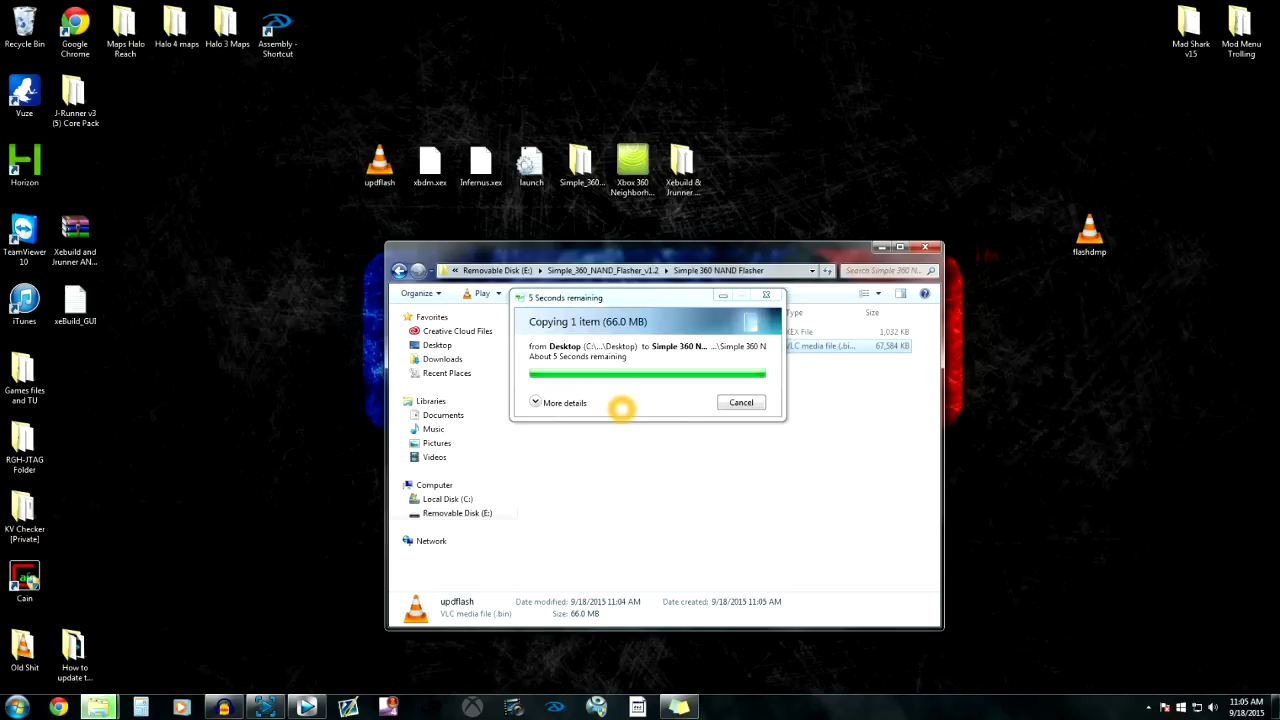 Recycle Bin
Google
Chrome
Maps Halo
Reach
Halo 4 maps
Halo 3 Maps
Assembly -
Shortcut
Mad Shark
v15
Mod Menu
Trolling
Vuze
J-Runner v3
(5) Core Pack
Horizon
updflash
xbdm.xex
Infernus.xex
launch
Simple_360...
Xbox 360
Neighborh...
Xebuild &
Jrunner....
TeamViewer
10
Xebuild and
Jrunner AN...
flashdmp
iTunes
xeBuild_GUI
Games files
and TU
RGH-JTAG
Folder
KV Checker
[Private]
Cain
Old Shit
How to
update t...
« Removable Disk (E:) Simple_360_NAND_Flasher_v1.2 Simple 360 NAND Flasher
Search Simple 360 N...
Organize
Play
Favorites
Creative Cloud Files
Desktop
Downloads
Recent Places
Libraries
Documents
Music
Pictures
Videos
Computer
Local Disk (C:)
Removable Disk (E:)
Network
Type
Size
XEX File
1,032 KB
VLC media file (.bi...
67,584 KB
5 Seconds remaining
Copying 1 item (66.0 MB)
from Desktop (C:\...\Desktop) to Simple 360 N... ...\Simple 360 N
About 5 Seconds remaining
More details
Cancel
updflash
Date modified: 9/18/2015 11:04 AM
Date created: 9/18/2015 11:05 AM
VLC media file (.bin)
Size: 66.0 MB
11:05 AM
9/18/2015